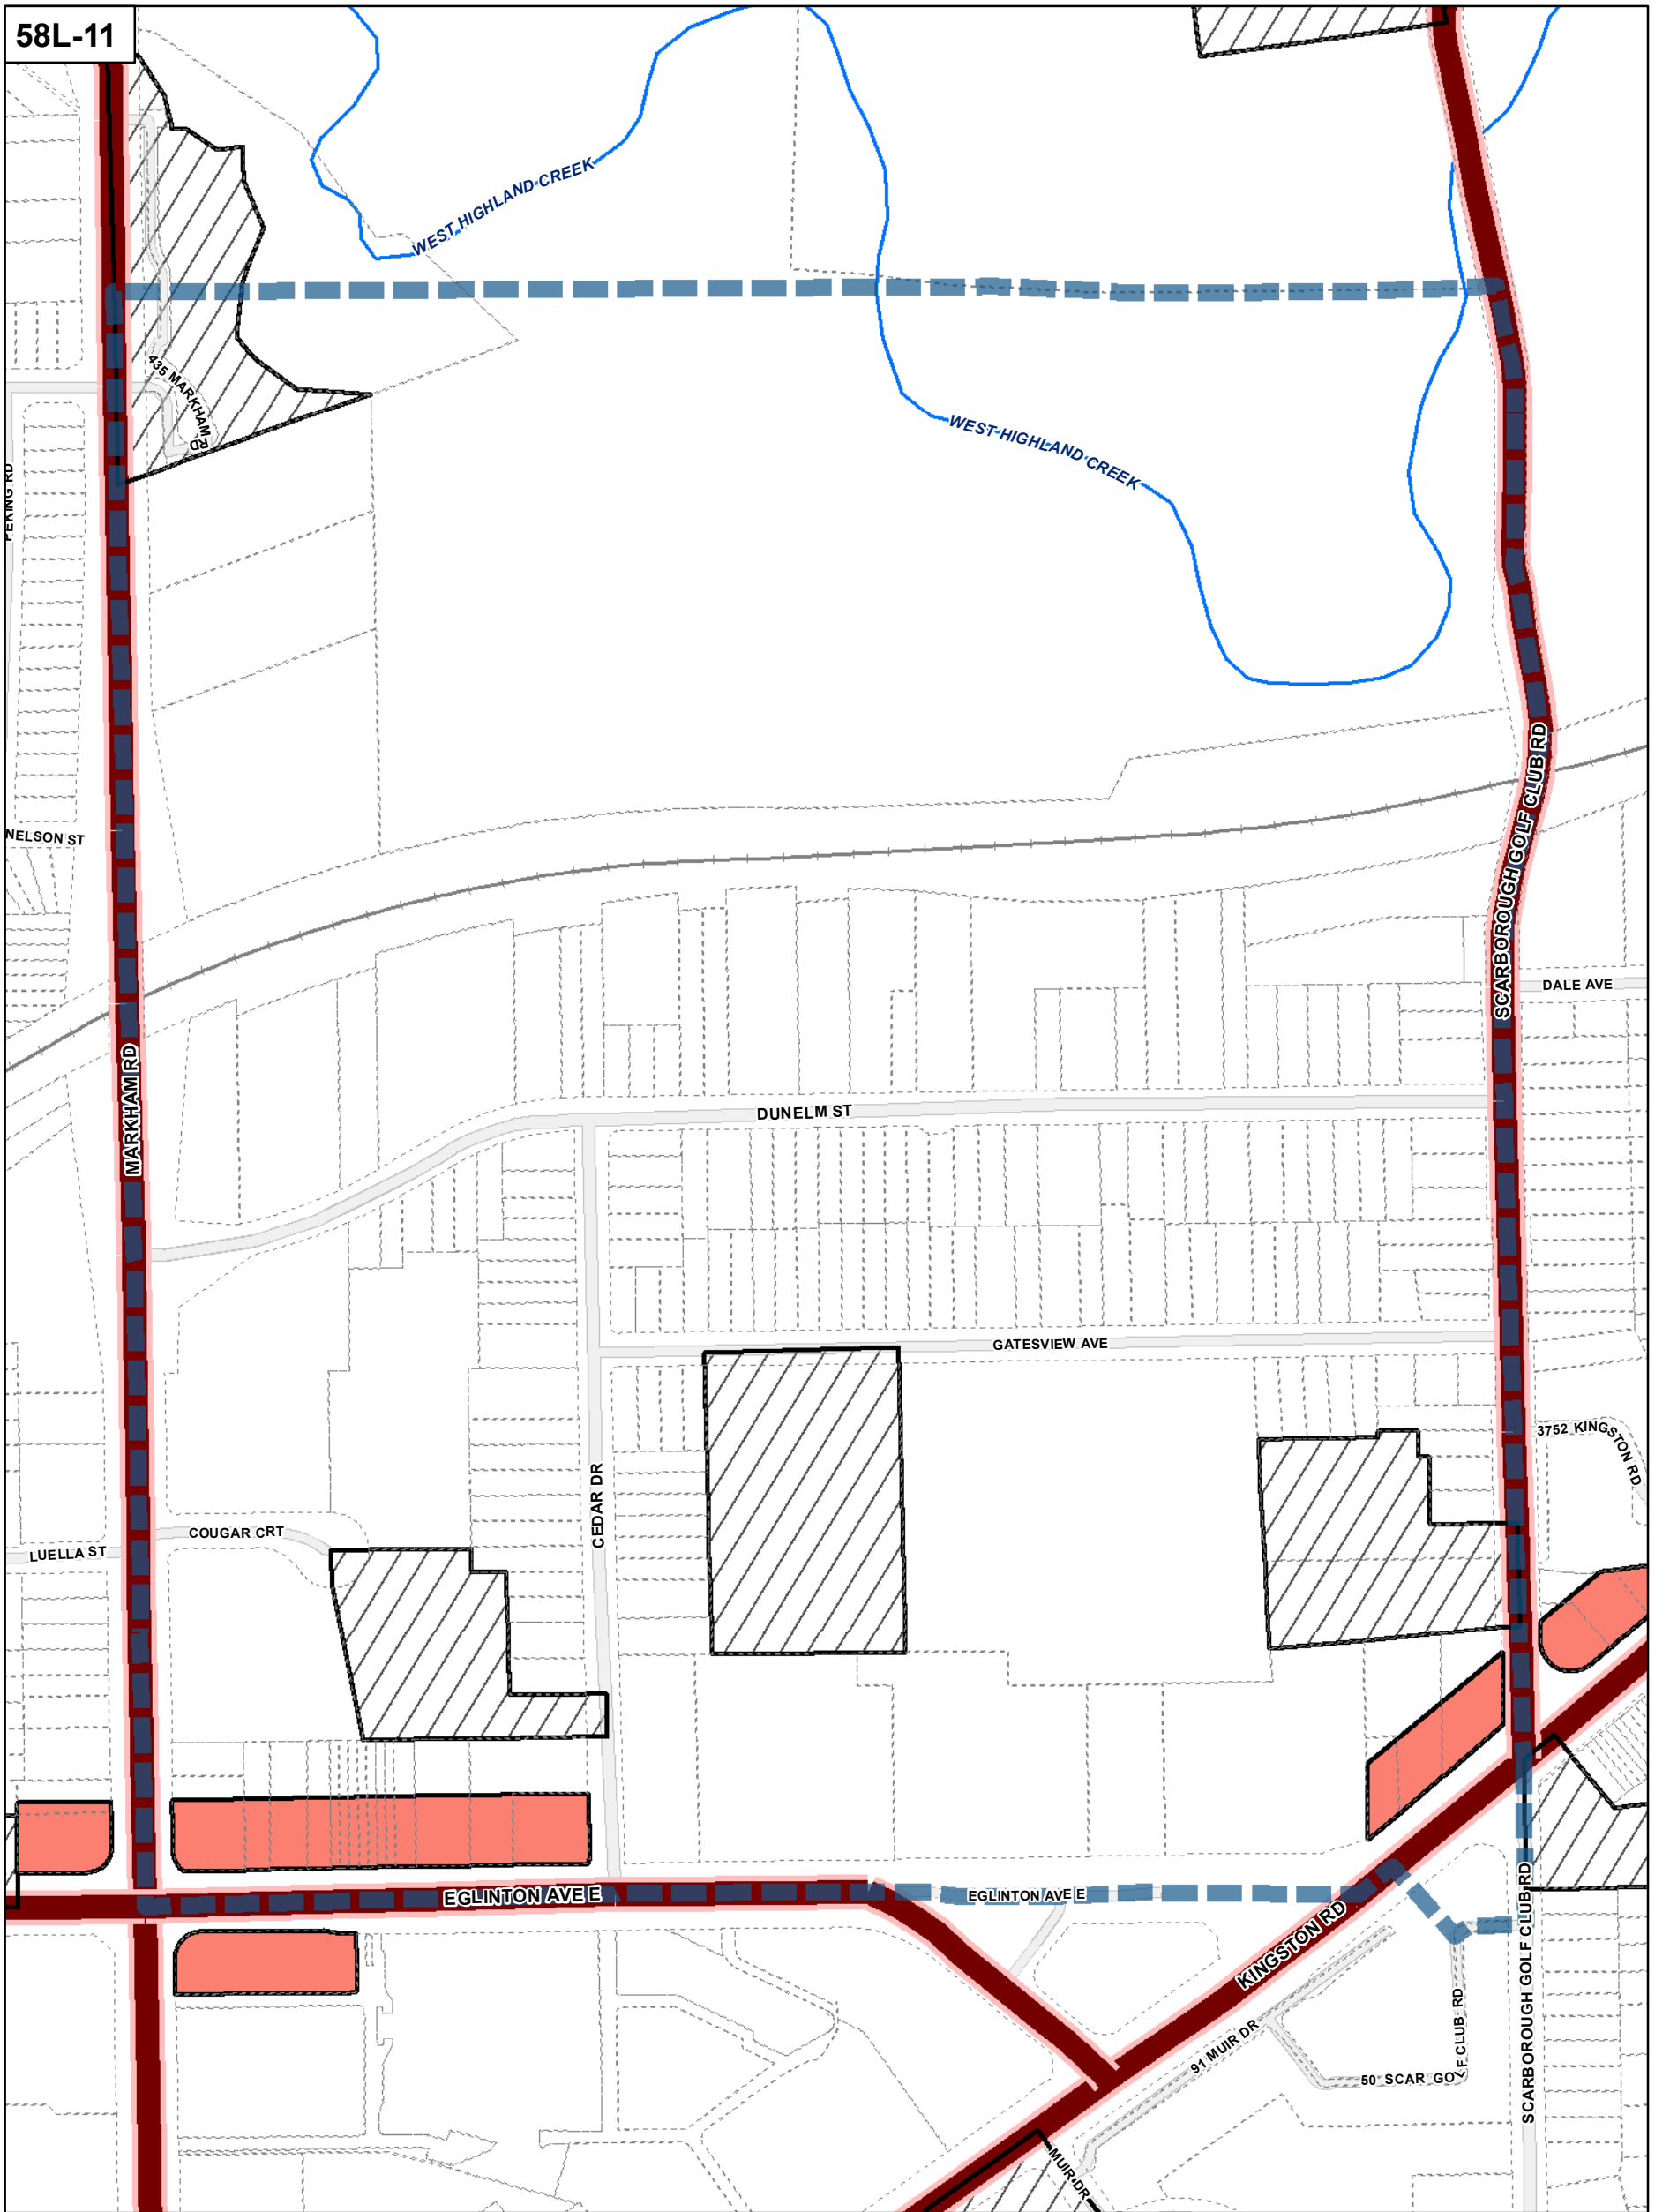 58L-11
WEST HIGHLAND CREEK
435 MARKHAM RD
WEST HIGHLAND CREEK
PEKING RD
NELSON ST
SCARBOROUGH GOLF CLUB RD
DALE AVE
MARKHAM RD
DUNELM ST
GATESVIEW AVE
3752 KINGSTON RD
CEDAR DR
COUGAR CRT
LUELLA ST
EGLINTON AVE E
EGLINTON AVE E
KINGSTON RD
SCARBOROUGH GOLF CLUB RD
91 MUIR DR
50 SCAR GOLF CLUB RD
MUIR DR